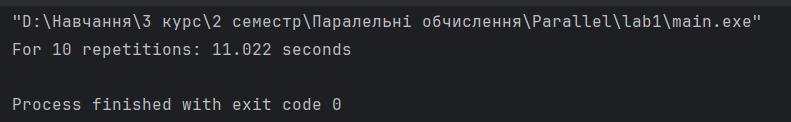 "D:\Навчання\3 курс\2 семестр\Паралельні обчислення\Parallel\lab1\main.exe"
For 10 repetitions: 11.022 seconds
Process finished with exit code 0